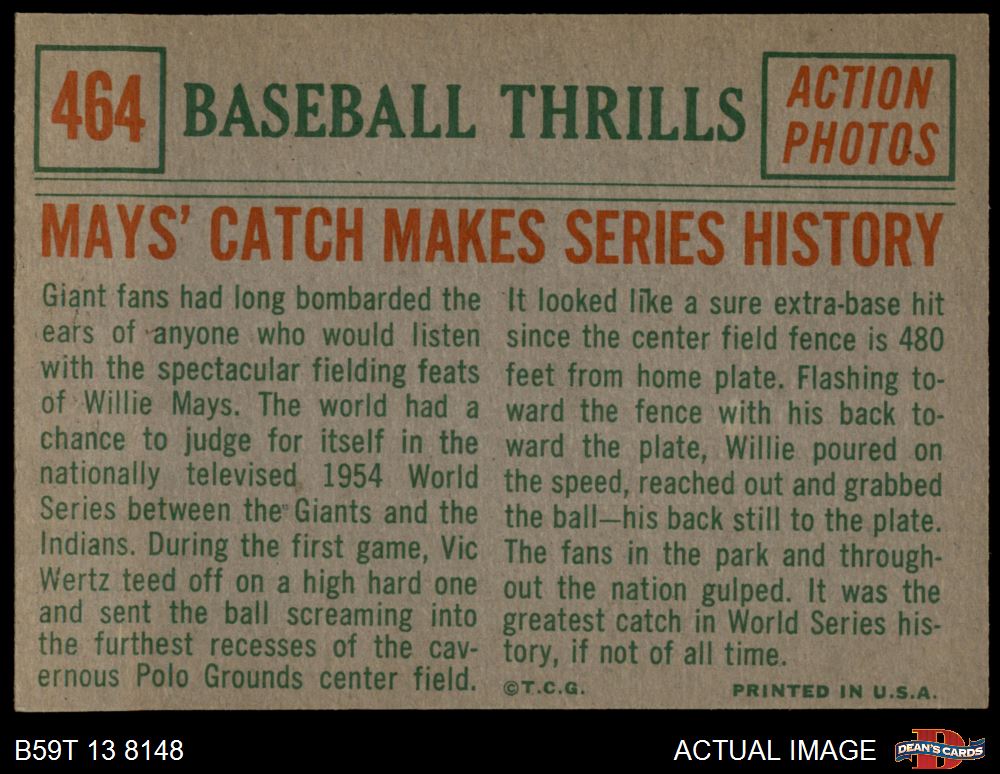 464
BASEBALL THRILLS
ACTION
PHOTOS
MAYS' CATCH MAKES SERIES HISTORY
Giant fans had long bombarded the
ears of anyone who would listen
with the spectacular fielding feats
of Willie Mays. The world had a
chance to judge for itself in the
nationally televised 1954 World
Series between the Giants and the
Indians. During the first game, Vic
Wertz teed off on a high hard one
and sent the ball screaming into
the furthest recesses of the cav-
ernous Polo Grounds center field.
It looked like a sure extra-base hit
since the center field fence is 480
feet from home plate. Flashing to-
ward the fence with his back to-
ward the plate, Willie poured on
the speed, reached out and grabbed
the ball—his back still to the plate.
The fans in the park and through-
out the nation gulped. It was the
greatest catch in World Series his-
tory, if not of all time.
©T.C.G.
PRINTED IN U.S.A.
B59T 13 8148
ACTUAL IMAGE
D
DEAN'S CARDS